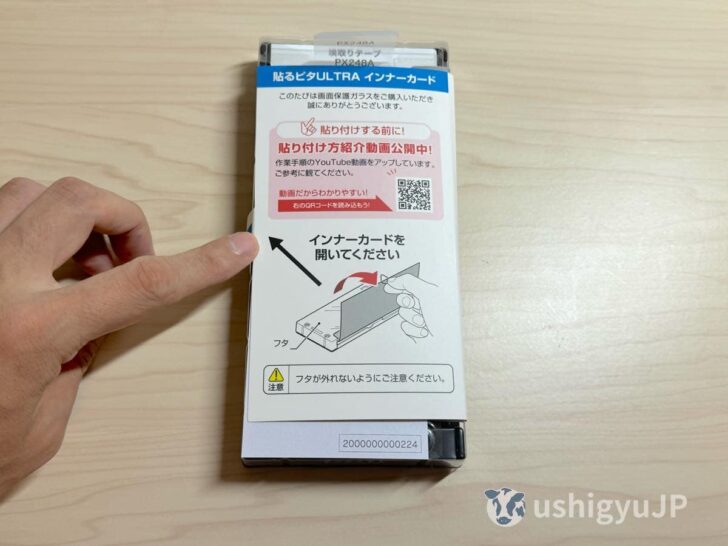 PX248A
埃取りテープ
PX248A
貼るピタULTRA インナーカード
このたびは画面保護ガラスをご購入いただき
誠にありがとうございます。
貼り付けする前に!
貼り付け方紹介動画公開中!
作業手順のYouTube動画をアップしています。
ご参考に観てください。
動画だからわかりやすい!
右のQRコードを読み込もう!
インナーカードを
開いてください
フタ
注意
フタが外れないようにご注意ください。
2000000000224
ushigyuJP